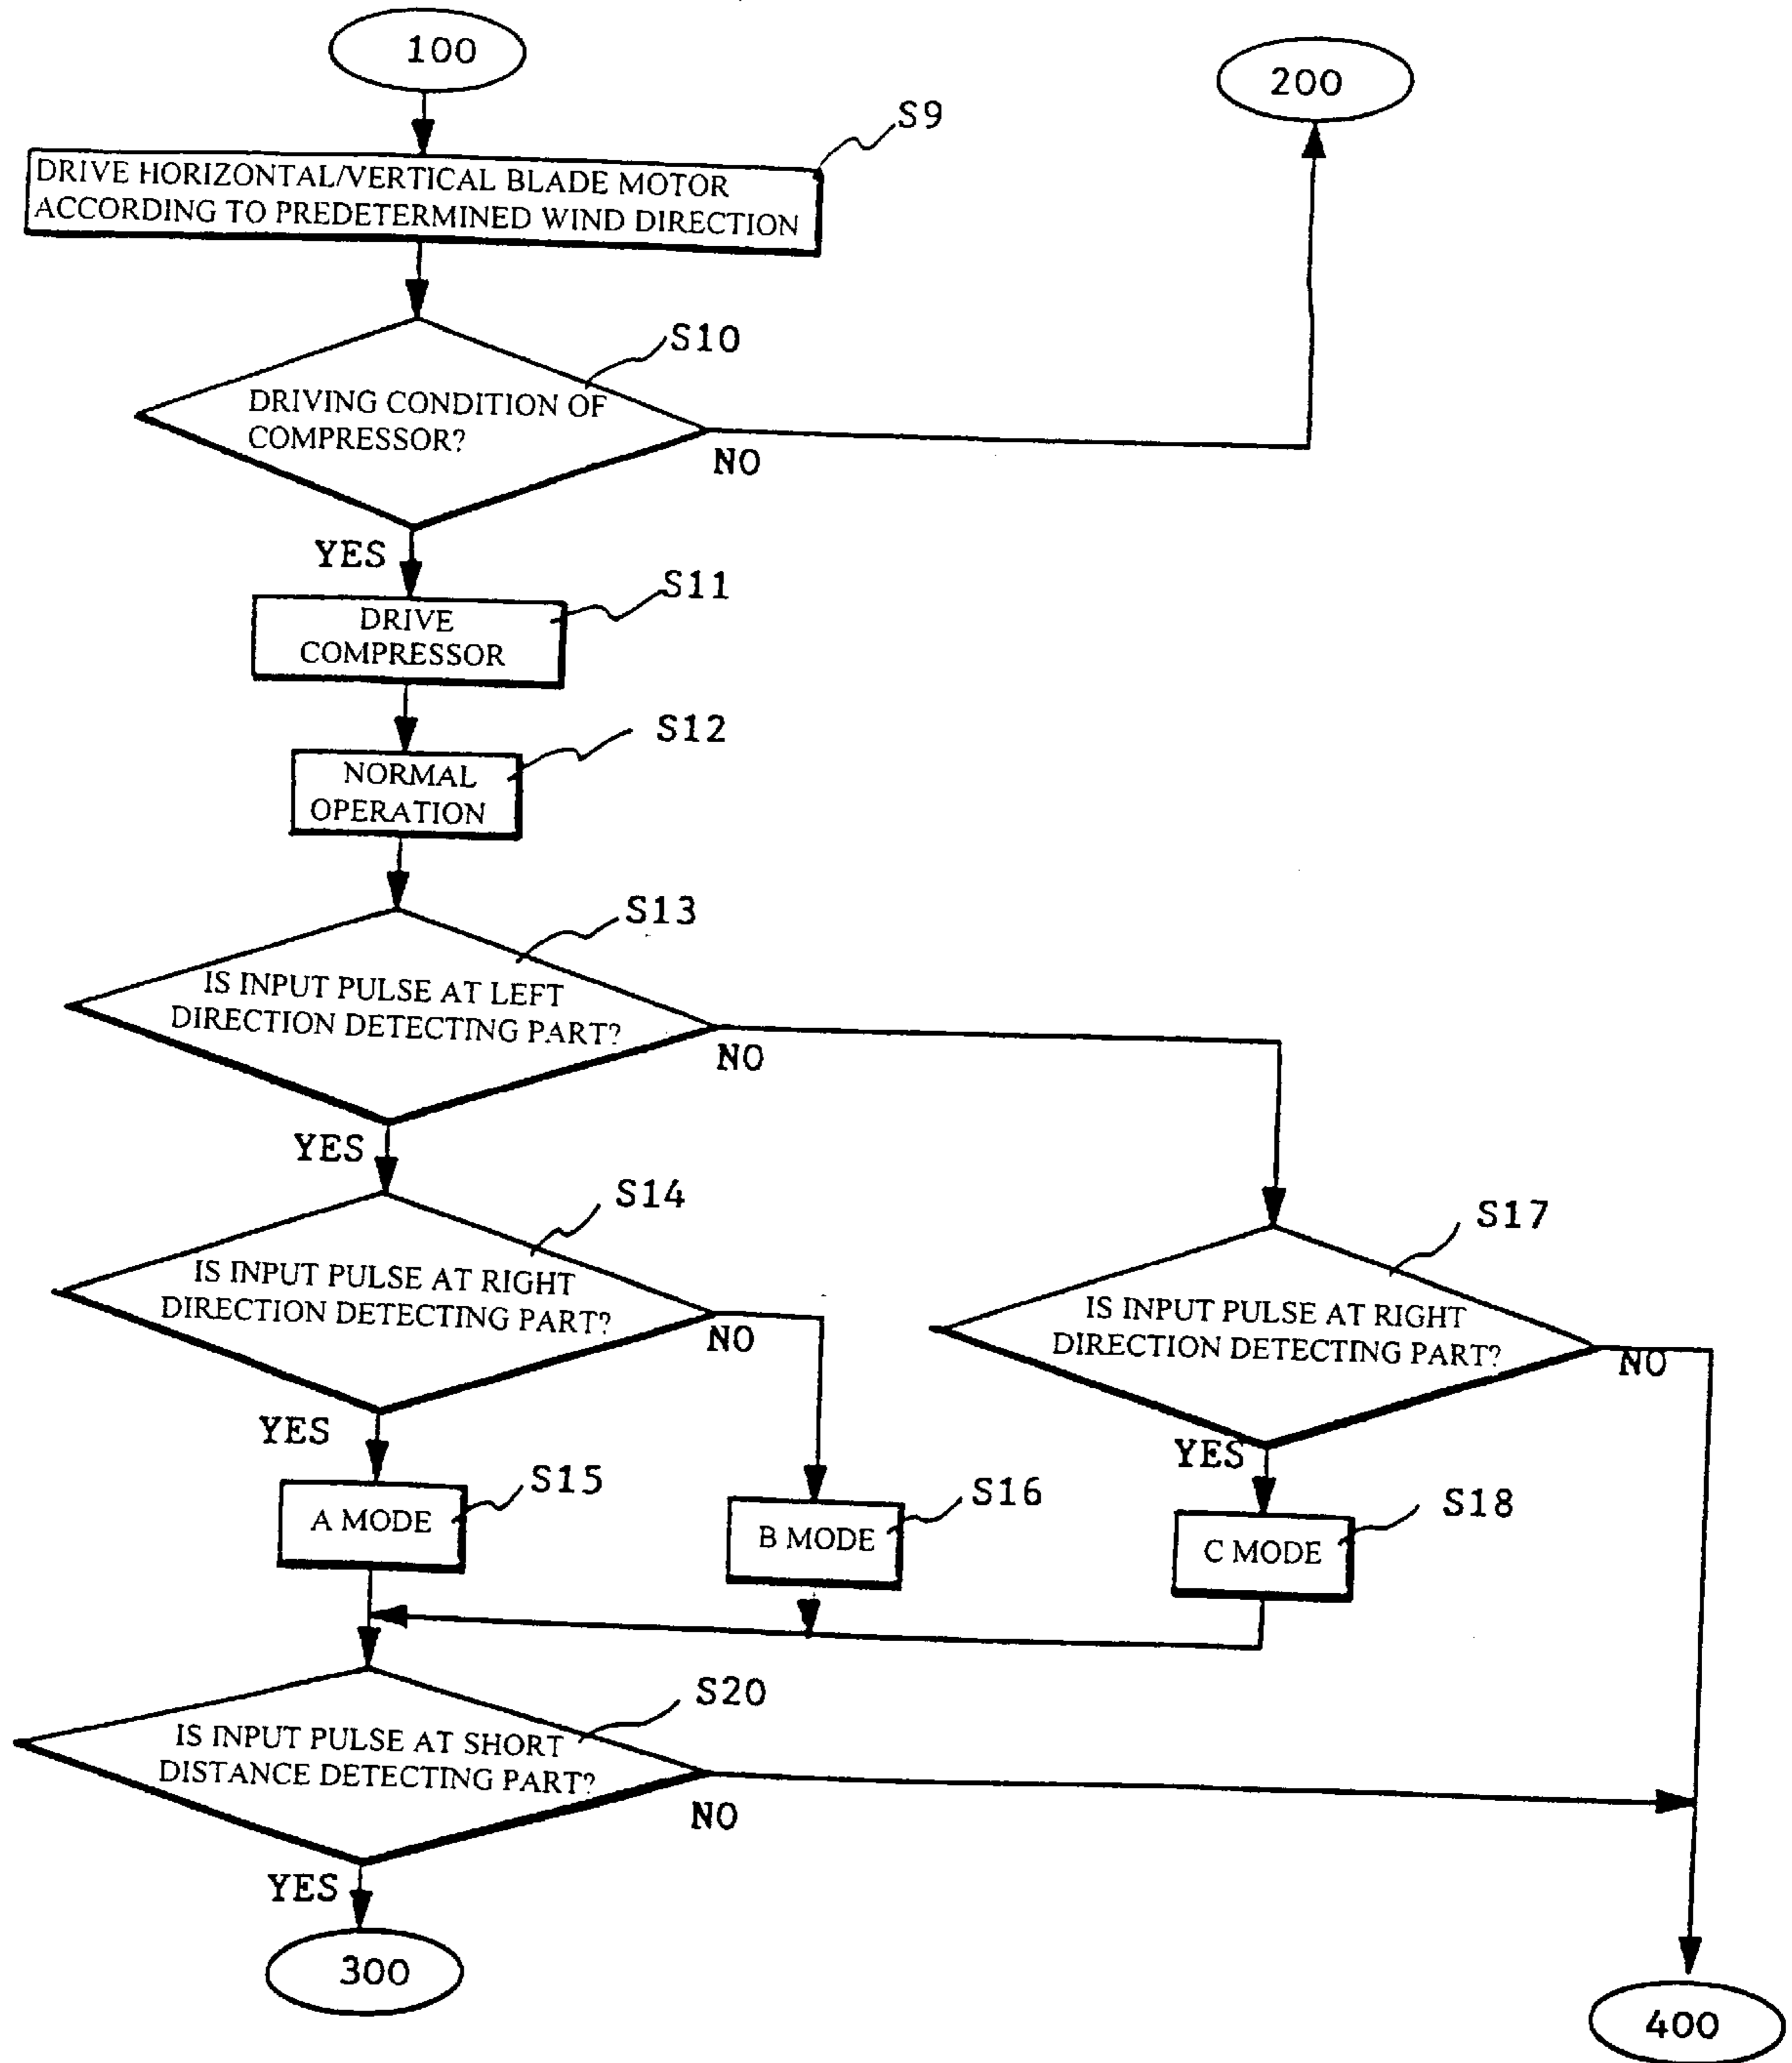 100
200
S9
DRIVE HORIZONTAL/VERTICAL BLADE MOTOR
ACCORDING TO PREDETERMINED WIND DIRECTION
S10
DRIVING CONDITION OF
COMPRESSOR?
NO
YES
S11
DRIVE
COMPRESSOR
S12
NORMAL
OPERATION
S13
IS INPUT PULSE AT LEFT
DIRECTION DETECTING PART?
NO
YES
S14
IS INPUT PULSE AT RIGHT
DIRECTION DETECTING PART?
NO
YES
S17
IS INPUT PULSE AT RIGHT
DIRECTION DETECTING PART?
NO
YES
S15
A MODE
S16
B MODE
S18
C MODE
S20
IS INPUT PULSE AT SHORT
DISTANCE DETECTING PART?
NO
YES
300
400